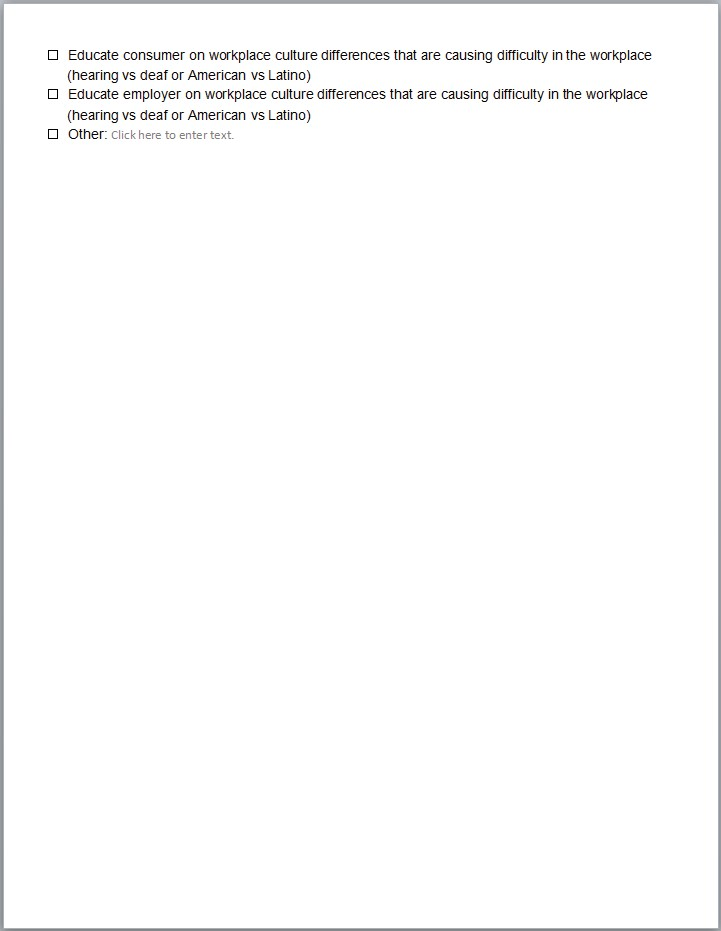 ☐ Educate consumer on workplace culture differences that are causing difficulty in the workplace
(hearing vs deaf or American vs Latino)
☐ Educate employer on workplace culture differences that are causing difficulty in the workplace
(hearing vs deaf or American vs Latino)
☐ Other: Click here to enter text.